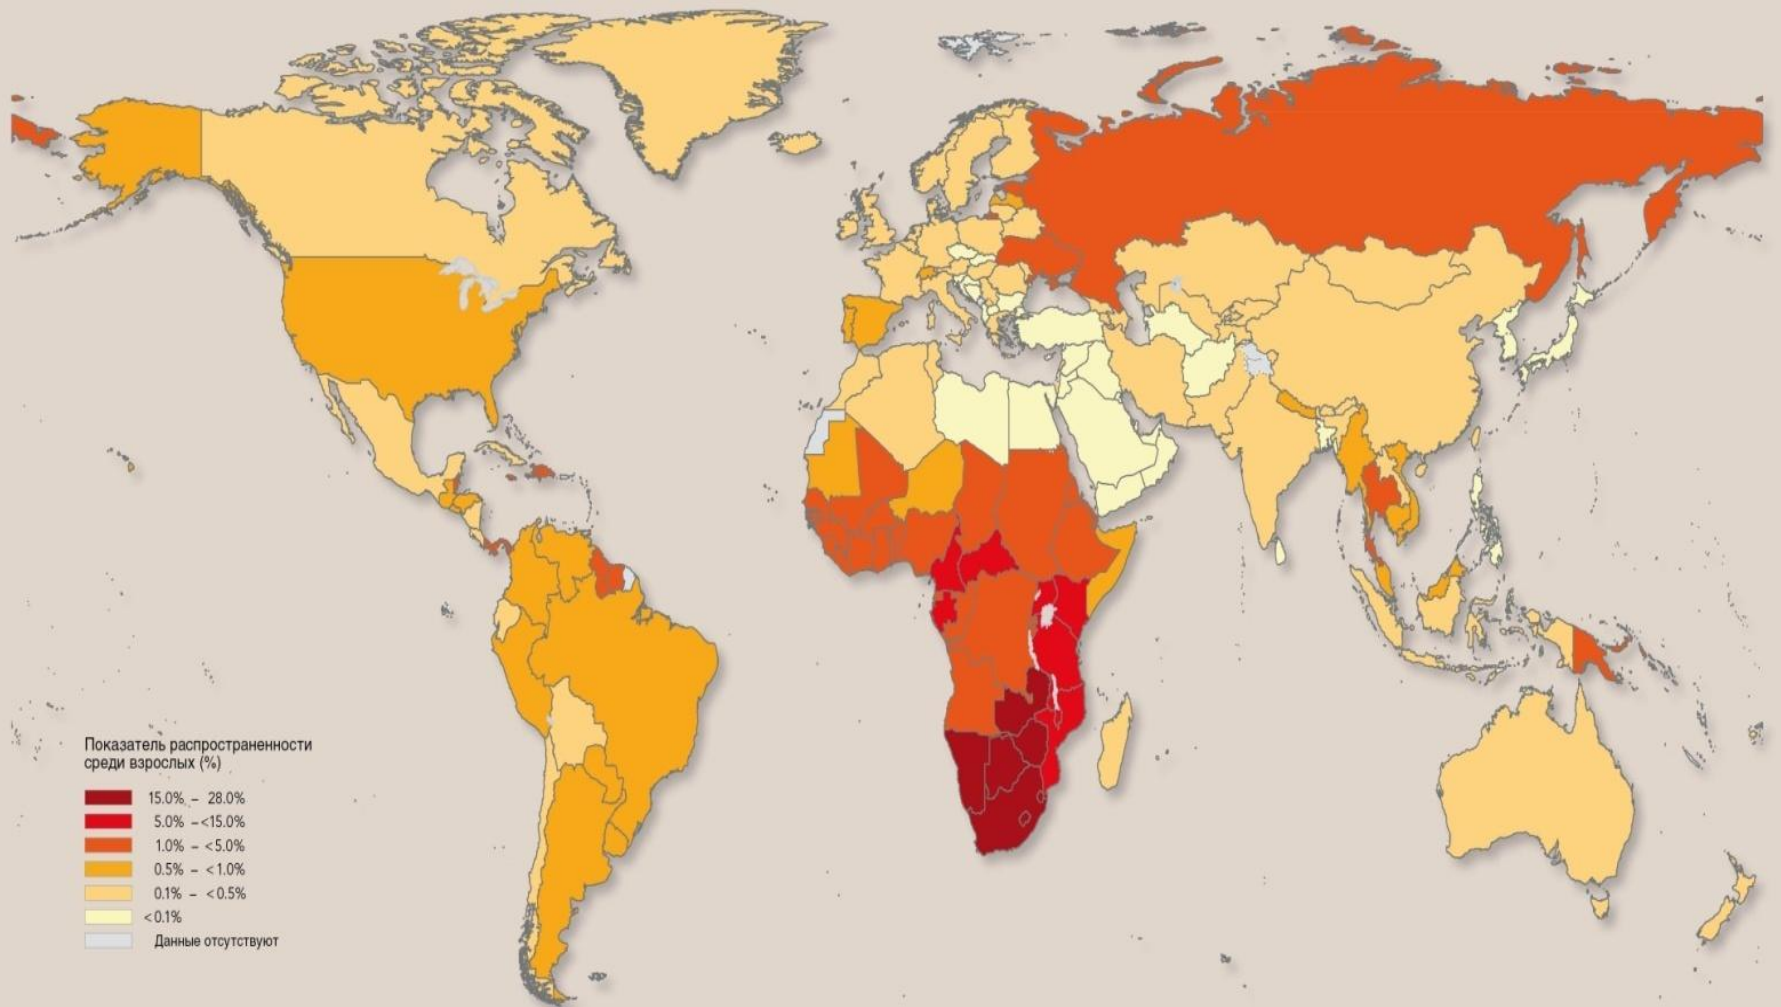 Показатель распространенности
среди взрослых (%)
15.0% – 28.0%
5.0% –<15.0%
1.0% – <5.0%
0.5% – <1.0%
0.1% – <0.5%
<0.1%
Данные отсутствуют